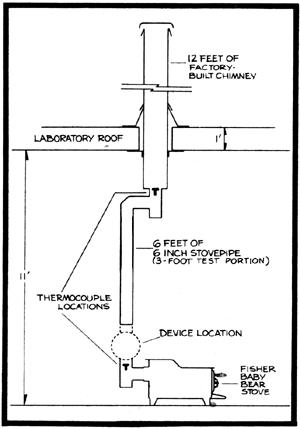 12 FEET OF
FACTORY-
BUILT CHIMNEY
LABORATORY ROOF
1'
6 FEET OF
6 INCH STOVEPIPE
(3-FOOT TEST PORTION)
11'
THERMOCOUPLE
LOCATIONS
DEVICE LOCATION
FISHER
BABY
BEAR
STOVE
T
T